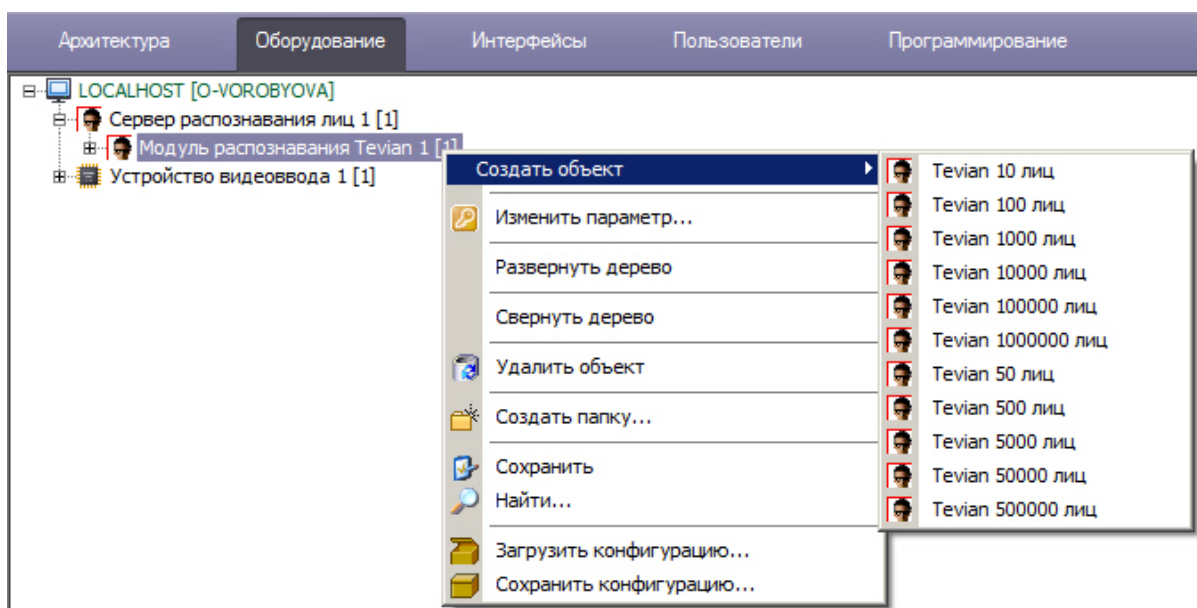 Архитектура Оборудование Интерфейсы Пользователи Программирование
LOCALHOST [O-VOROBYOVA]
Сервер распознавания лиц 1 [1]
Модуль распознавания Tevian 1 [1]
Устройство видеоввода 1 [1]
Создать объект
Изменить параметр...
Развернуть дерево
Свернуть дерево
Удалить объект
Создать папку...
Сохранить
Найти...
Загрузить конфигурацию...
Сохранить конфигурацию...
Tevian 10 лиц
Tevian 100 лиц
Tevian 1000 лиц
Tevian 10000 лиц
Tevian 100000 лиц
Tevian 1000000 лиц
Tevian 50 лиц
Tevian 500 лиц
Tevian 5000 лиц
Tevian 50000 лиц
Tevian 500000 лиц